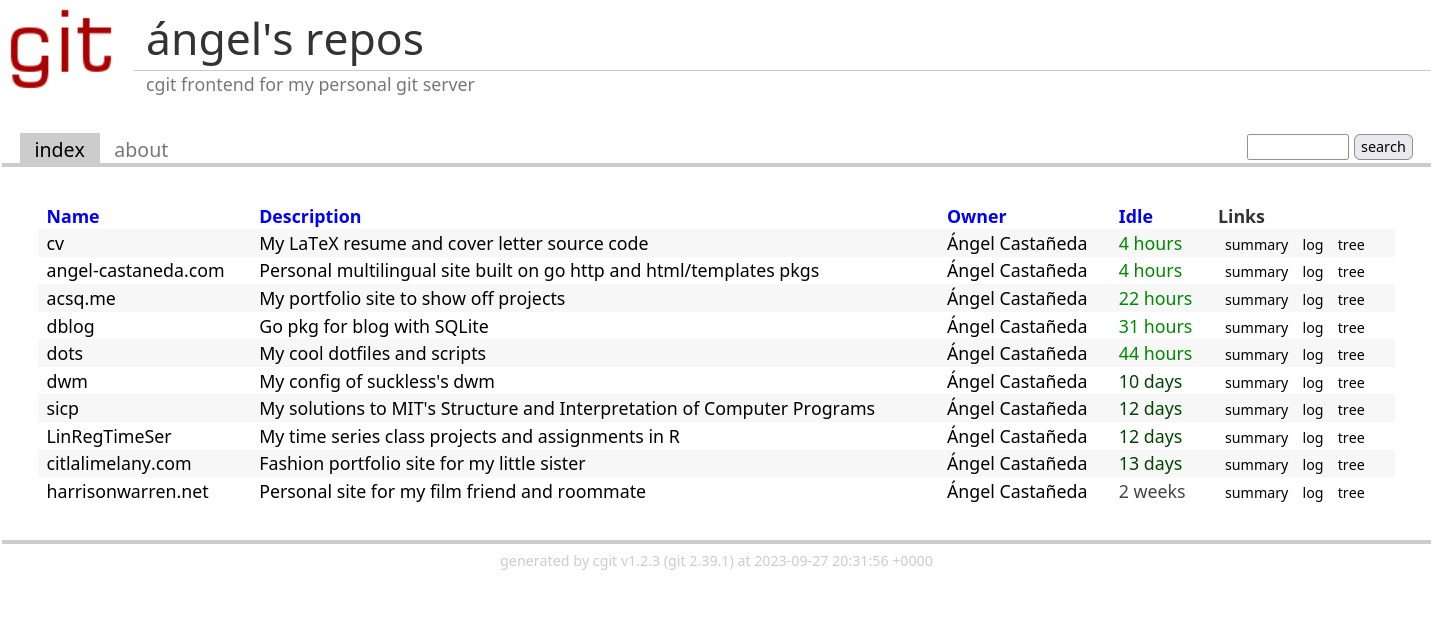 git
ángel's repos
cgit frontend for my personal git server
index about search
Name Description Owner Idle Links
cv My LaTeX resume and cover letter source code Ángel Castañeda 4 hours summary log tree
angel-castaneda.com Personal multilingual site built on go http and html/templates pkgs Ángel Castañeda 4 hours summary log tree
acsq.me My portfolio site to show off projects Ángel Castañeda 22 hours summary log tree
dblog Go pkg for blog with SQLite Ángel Castañeda 31 hours summary log tree
dots My cool dotfiles and scripts Ángel Castañeda 44 hours summary log tree
dwm My config of suckless's dwm Ángel Castañeda 10 days summary log tree
sicp My solutions to MIT's Structure and Interpretation of Computer Programs Ángel Castañeda 12 days summary log tree
LinRegTimeSer My time series class projects and assignments in R Ángel Castañeda 12 days summary log tree
citlalimelany.com Fashion portfolio site for my little sister Ángel Castañeda 13 days summary log tree
harrisonwarren.net Personal site for my film friend and roommate Ángel Castañeda 2 weeks summary log tree
generated by cgit v1.2.3 (git 2.39.1) at 2023-09-27 20:31:56 +0000